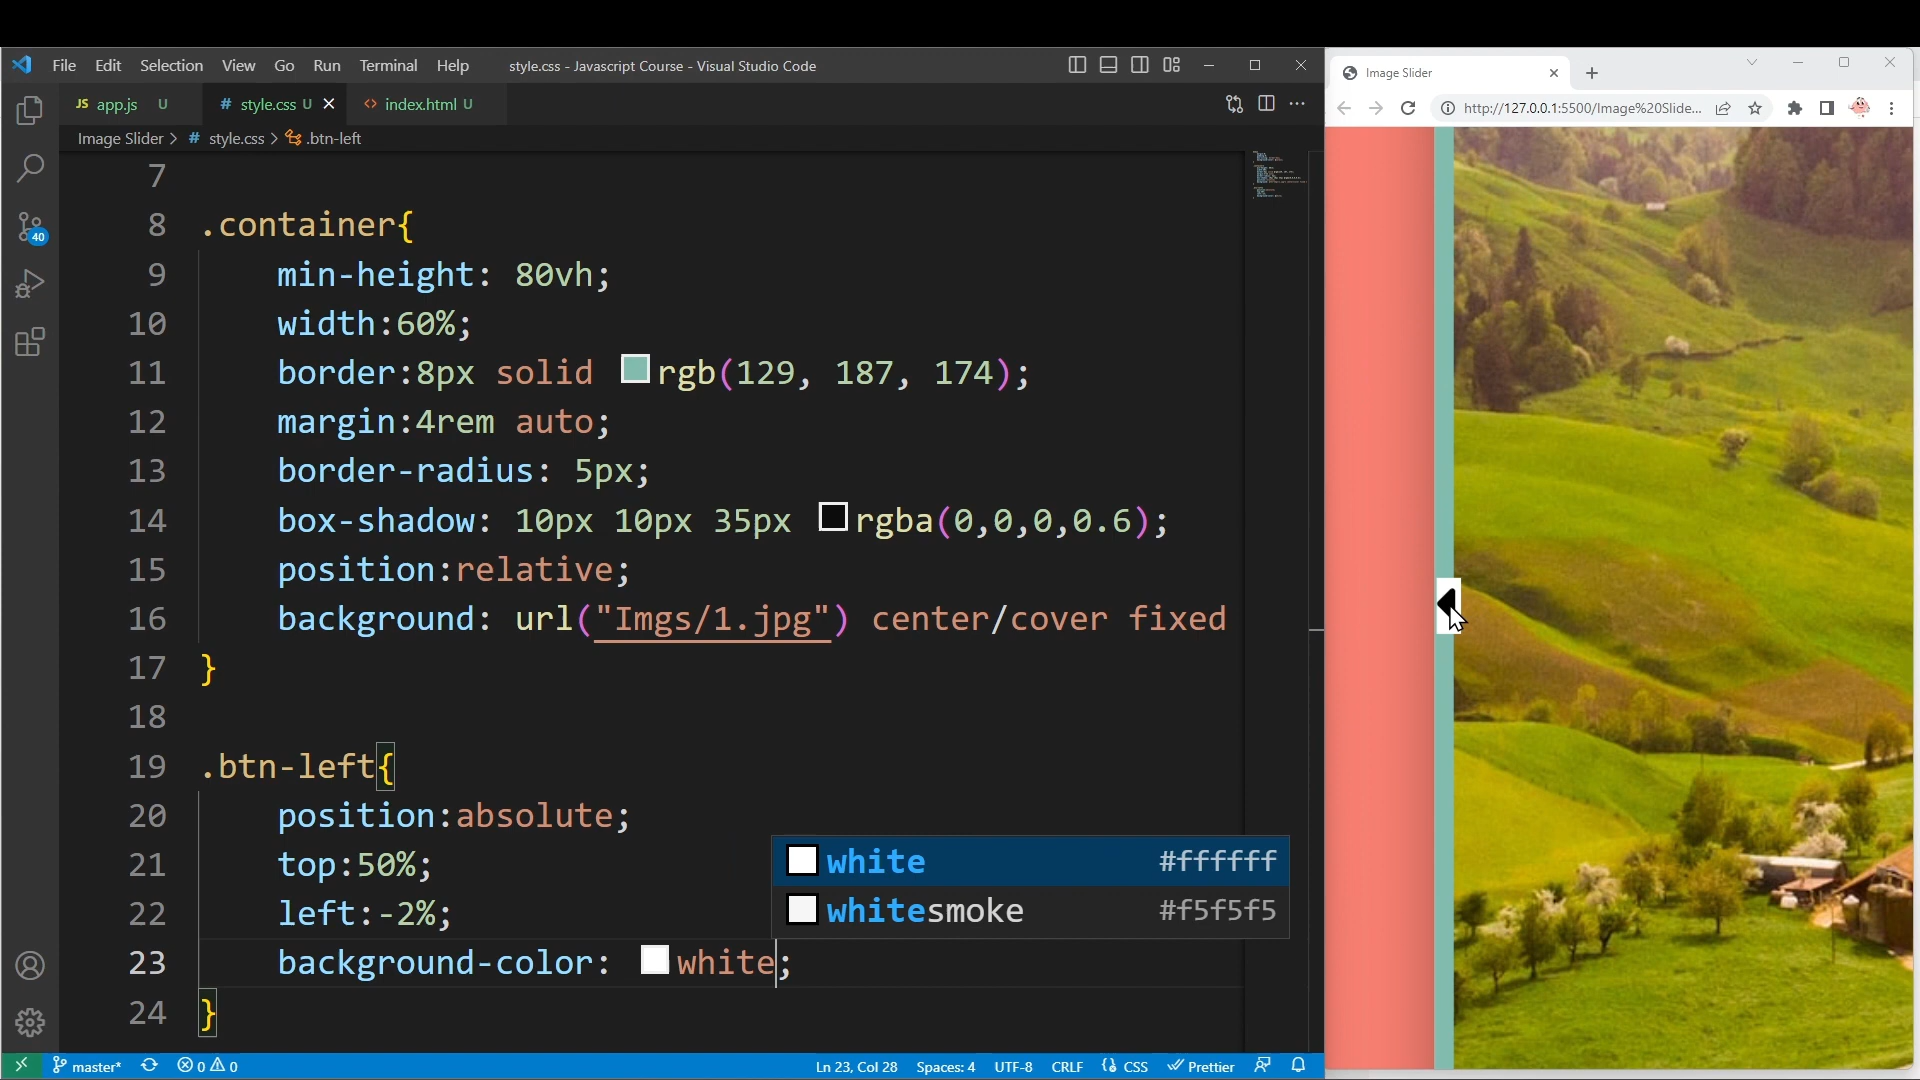 File Edit Selection View Go Run Terminal Help style.css - Javascript Course - Visual Studio Code
JS app.js U # style.css U <> index.html U
Image Slider > # style.css > .btn-left
7
8 .container{
9 min-height: 80vh;
10 width:60%;
11 border:8px solid rgb(129, 187, 174);
12 margin:4rem auto;
13 border-radius: 5px;
14 box-shadow: 10px 10px 35px rgba(0,0,0,0.6);
15 position:relative;
16 background: url("Imgs/1.jpg") center/cover fixed
17 }
18
19 .btn-left{
20 position:absolute;
21 top:50%;
22 left:-2%;
23 background-color: white;
24 }
white #ffffff
whitesmoke #f5f5f5
40
master* 0 0 Ln 23, Col 28 Spaces: 4 UTF-8 CRLF CSS Prettier
Image Slider
http://127.0.0.1:5500/Image%20Slide...